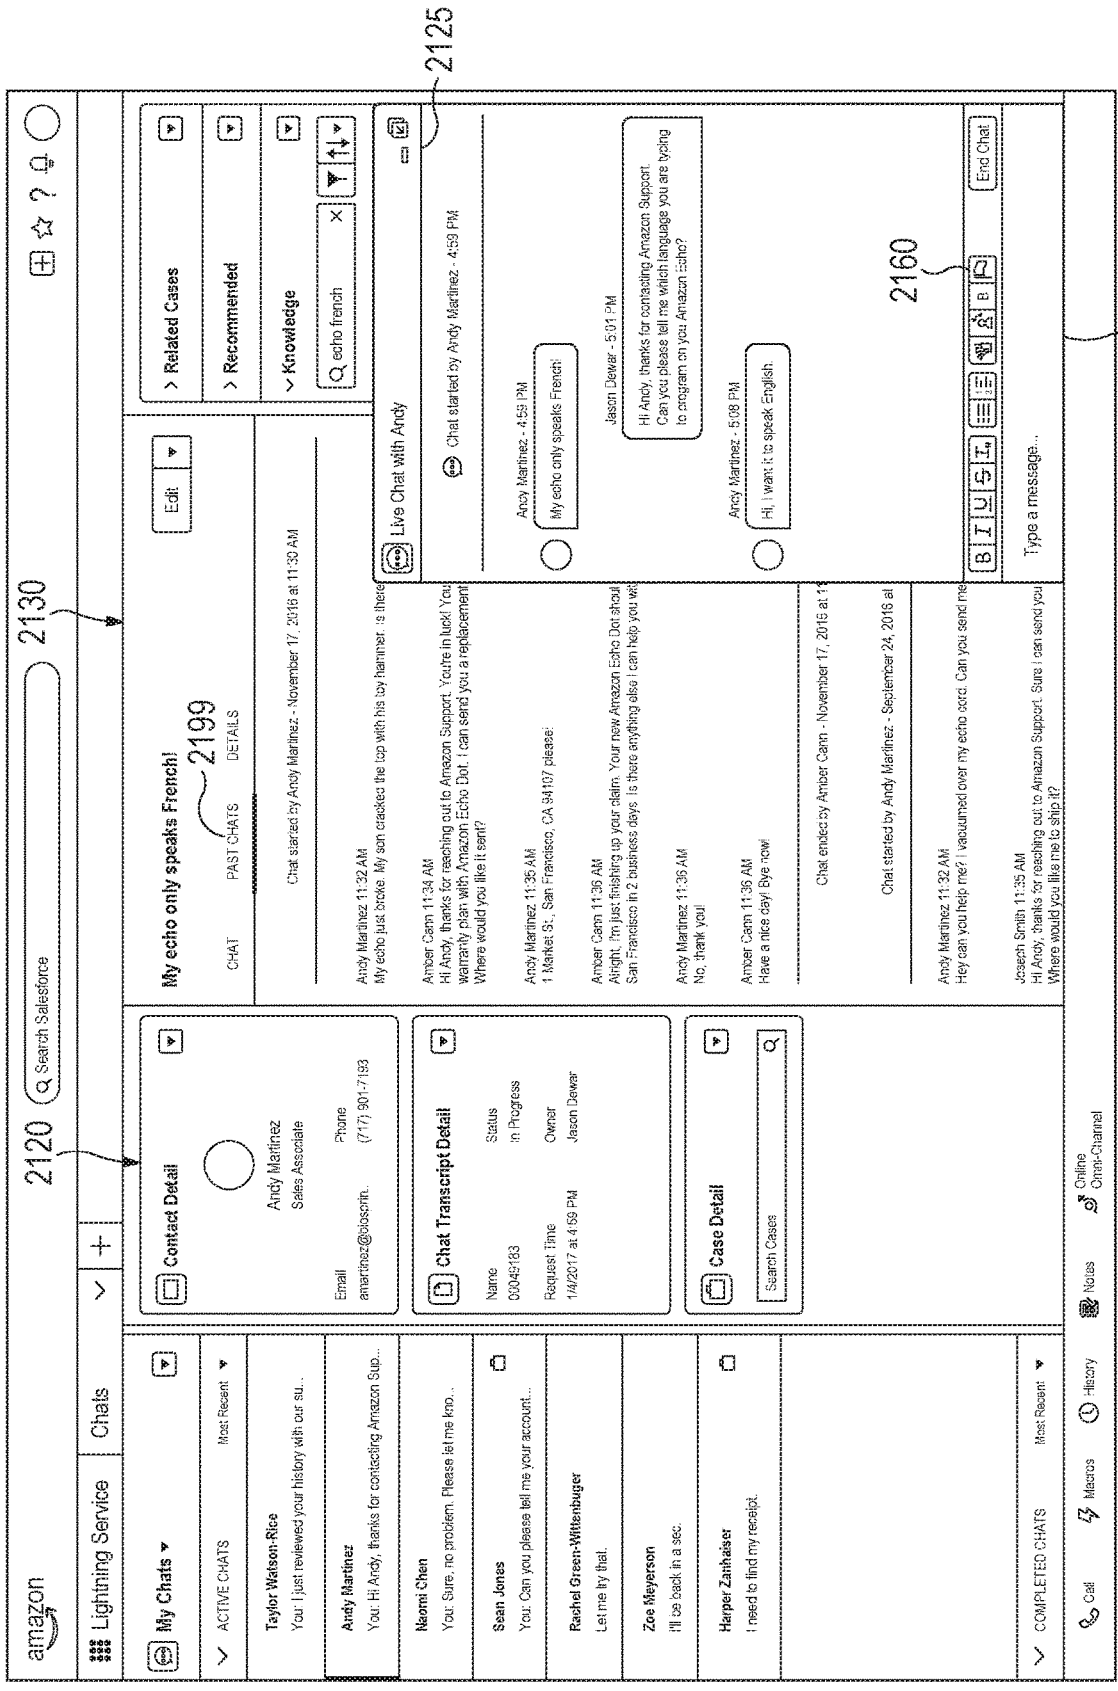 amazon
Search Salesforce
Lightning Service
Chats
2120
2130
My Chats
ACTIVE CHATS
Most Recent
Taylor Watson-Rice
You: I just reviewed your history with our su...
Andy Martinez
You: Hi Andy, thanks for contacting Amazon Sup...
Naomi Chen
You: Sure, no problem. Please let me kno...
Sean Jonas
You: Can you please tell me your account...
Rachel Green-Wittenbuger
Let me try that.
Zoe Meyerson
I'll be back in a sec.
Harper Zanhaiser
I need to find my receipt.
COMPLETED CHATS
Most Recent
Contact Detail
Andy Martinez
Sales Associate
Email
Phone
amartinez@biosprin..
(717) 901-7193
Chat Transcript Detail
Name
Status
00049183
In Progress
Request Time
Owner
1/4/2017 at 4:59 PM
Jason Dewar
Case Detail
Search Cases
My echo only speaks French!
Edit
2199
CHAT
PAST CHATS
DETAILS
Chat started by Andy Martinez - November 17, 2016 at 11:30 AM
Andy Martinez 11:32 AM
My echo just broke. My son cracked the top with his toy hammer. Is there
Amber Cann 11:34 AM
Hi Andy, thanks for reaching out to Amazon Support. You're in luck! You
warranty plan with Amazon Echo Dot. I can send you a replacement
Where would you like it sent?
Andy Martinez 11:35 AM
1 Market St., San Francisco, CA 94107 please!
Amber Cann 11:36 AM
Alright, I'm just finishing up your claim. Your new Amazon Echo Dot shoul
San Francisco in 2 business days. Is there anything else I can help you wit
Andy Martinez 11:36 AM
No, thank you!
Amber Cann 11:36 AM
Have a nice day! Bye now!
Chat ended by Amber Cann - November 17, 2016 at 11
Chat started by Andy Martinez - September 24, 2016 at
Andy Martinez 11:32 AM
Hey can you help me? I vacuumed over my echo cord. Can you send me
Joseph Smith 11:35 AM
Hi Andy, thanks for reaching out to Amazon Support. Sure I can send you
Where would you like me to ship it?
Related Cases
Recommended
Knowledge
echo french
2125
Live Chat with Andy
Chat started by Andy Martinez - 4:59 PM
Andy Martinez - 4:59 PM
My echo only speaks French!
Jason Dewar - 5:01 PM
Hi Andy, thanks for contacting Amazon Support.
Can you please tell me which language you are typing
to program on you Amazon Echo?
Andy Martinez - 5:08 PM
Hi, I want it to speak English.
2160
B I U S
End Chat
Type a message...
Call
Macros
History
Notes
Online
Omni-Channel